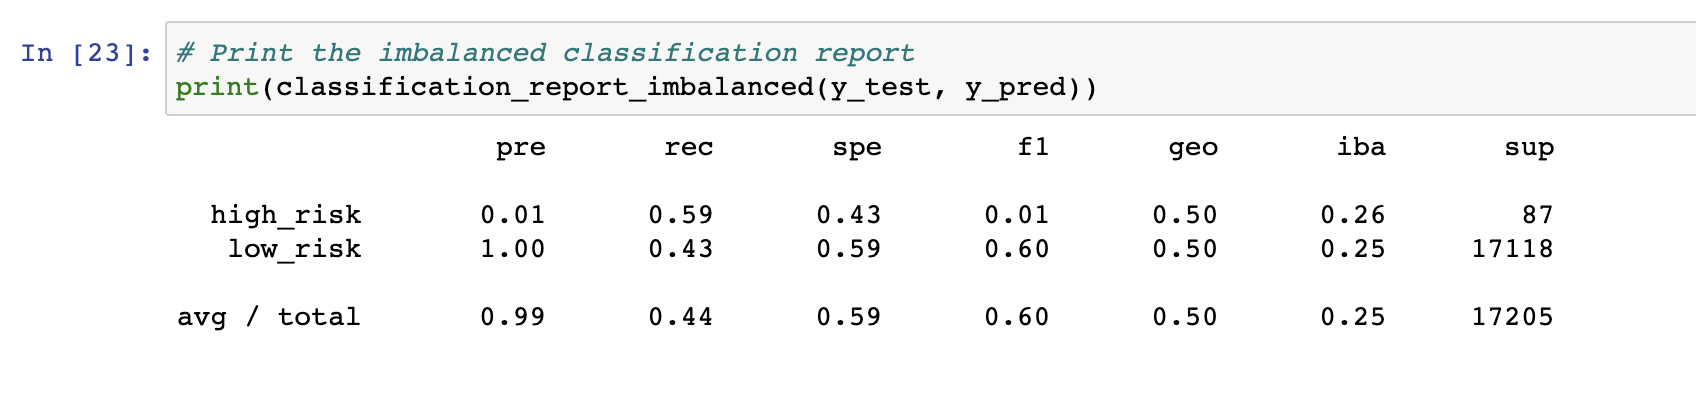 In [23]: # Print the imbalanced classification report
print(classification_report_imbalanced(y_test, y_pred))
pre rec spe f1 geo iba sup
high_risk 0.01 0.59 0.43 0.01 0.50 0.26 87
low_risk 1.00 0.43 0.59 0.60 0.50 0.25 17118
avg / total 0.99 0.44 0.59 0.60 0.50 0.25 17205